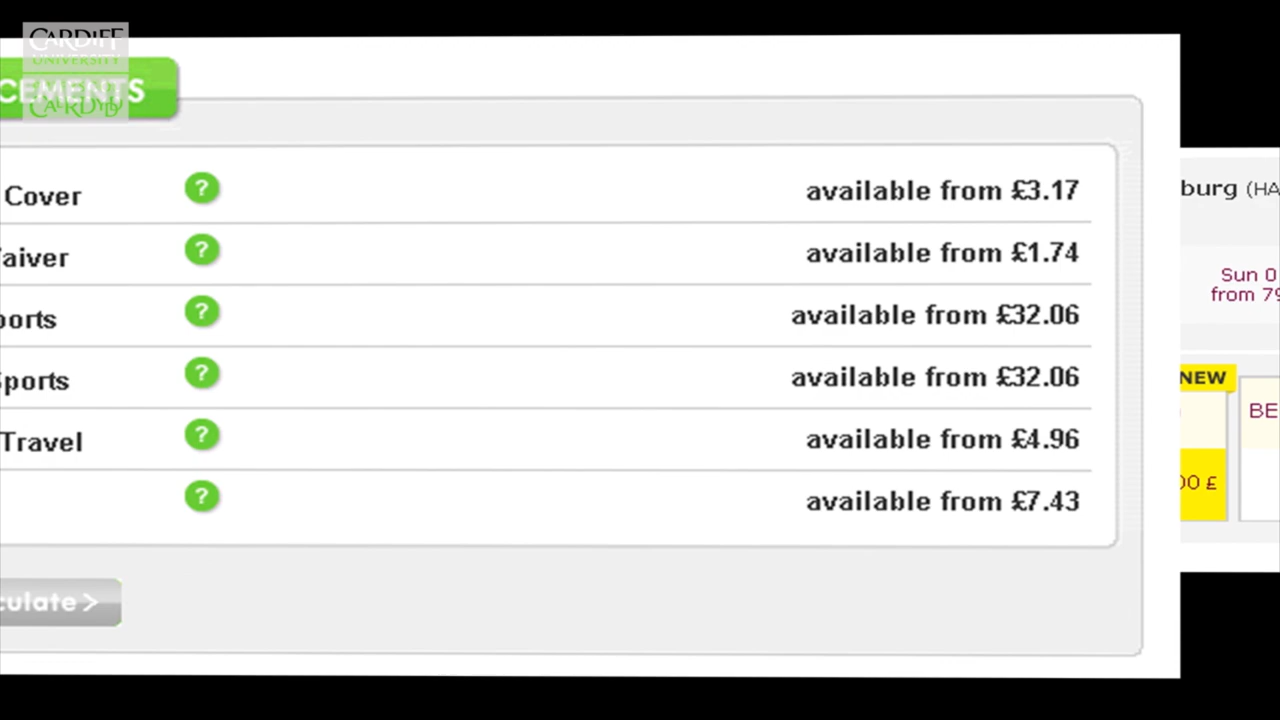 CARDIFF
UNIVERSITY
CEMENTS
CAERDYDD
Cover ? available from £3.17
aiver ? available from £1.74
ports ? available from £32.06
Sports ? available from £32.06
Travel ? available from £4.96
? available from £7.43
culate >
burg (HA
Sun 0
from 79
NEW
BE
00 £